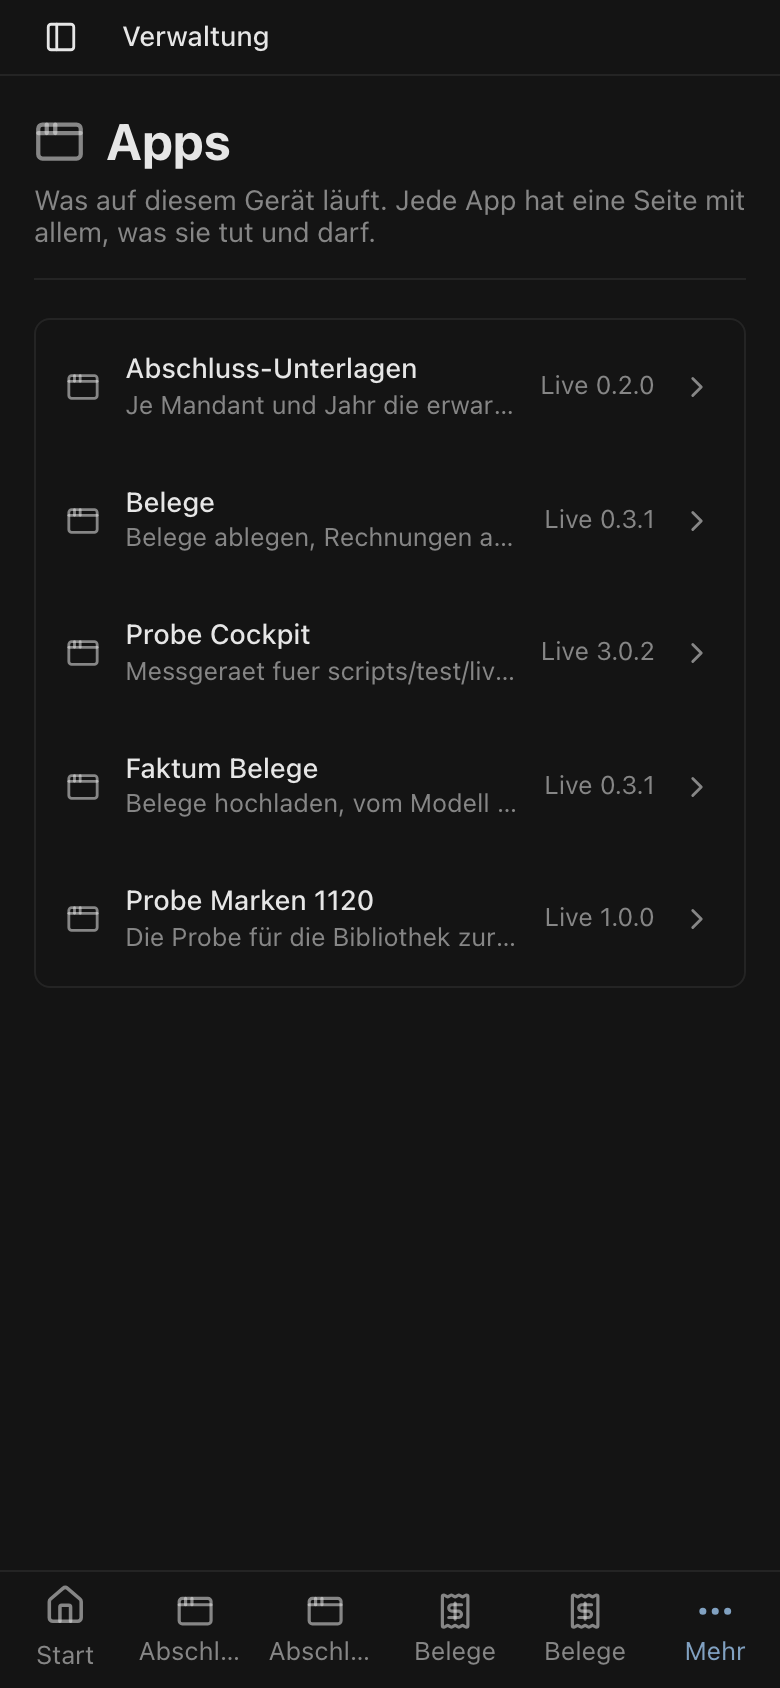 Verwaltung
Apps
Was auf diesem Gerät läuft. Jede App hat eine Seite mit
allem, was sie tut und darf.
Abschluss-Unterlagen
Je Mandant und Jahr die erwar...
Live 0.2.0
Belege
Belege ablegen, Rechnungen a...
Live 0.3.1
Probe Cockpit
Messgeraet fuer scripts/test/liv...
Live 3.0.2
Faktum Belege
Belege hochladen, vom Modell ...
Live 0.3.1
Probe Marken 1120
Die Probe für die Bibliothek zur...
Live 1.0.0
Start
Abschl...
Abschl...
Belege
Belege
Mehr